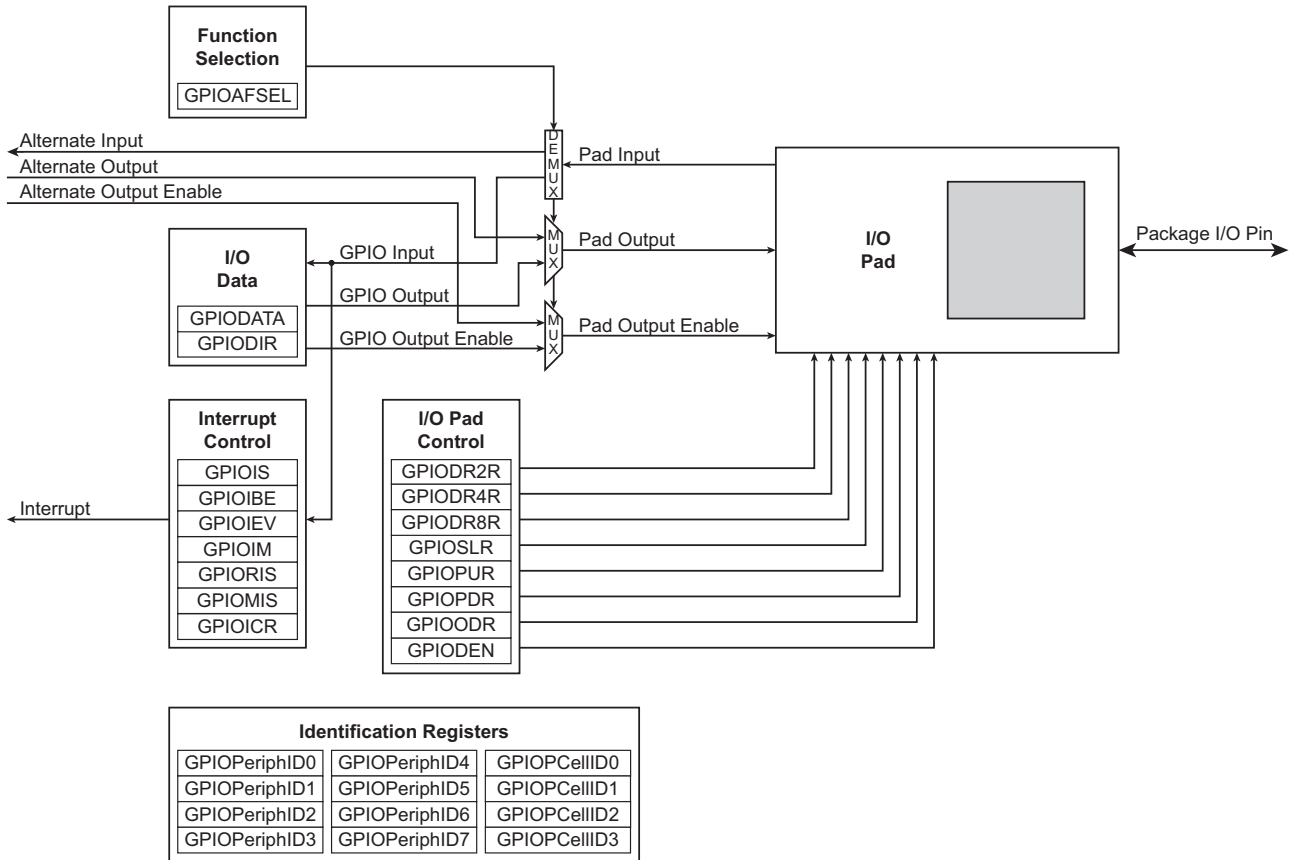 Function
Selection
GPIOAFSEL
Alternate Input
Alternate Output
Alternate Output Enable
DEMUX
Pad Input
MUX
Pad Output
MUX
Pad Output Enable
I/O
Pad
Package I/O Pin
I/O
Data
GPIODATA
GPIODIR
GPIO Input
GPIO Output
GPIO Output Enable
Interrupt
Control
GPIOIS
GPIOIBE
GPIOIEV
GPIOIM
GPIORIS
GPIOMIS
GPIOICR
Interrupt
I/O Pad
Control
GPIODR2R
GPIODR4R
GPIODR8R
GPIOSLR
GPIOPUR
GPIOPDR
GPIOODR
GPIODEN
Identification Registers
GPIOPeriphID0 GPIOPeriphID4 GPIOPCellID0
GPIOPeriphID1 GPIOPeriphID5 GPIOPCellID1
GPIOPeriphID2 GPIOPeriphID6 GPIOPCellID2
GPIOPeriphID3 GPIOPeriphID7 GPIOPCellID3